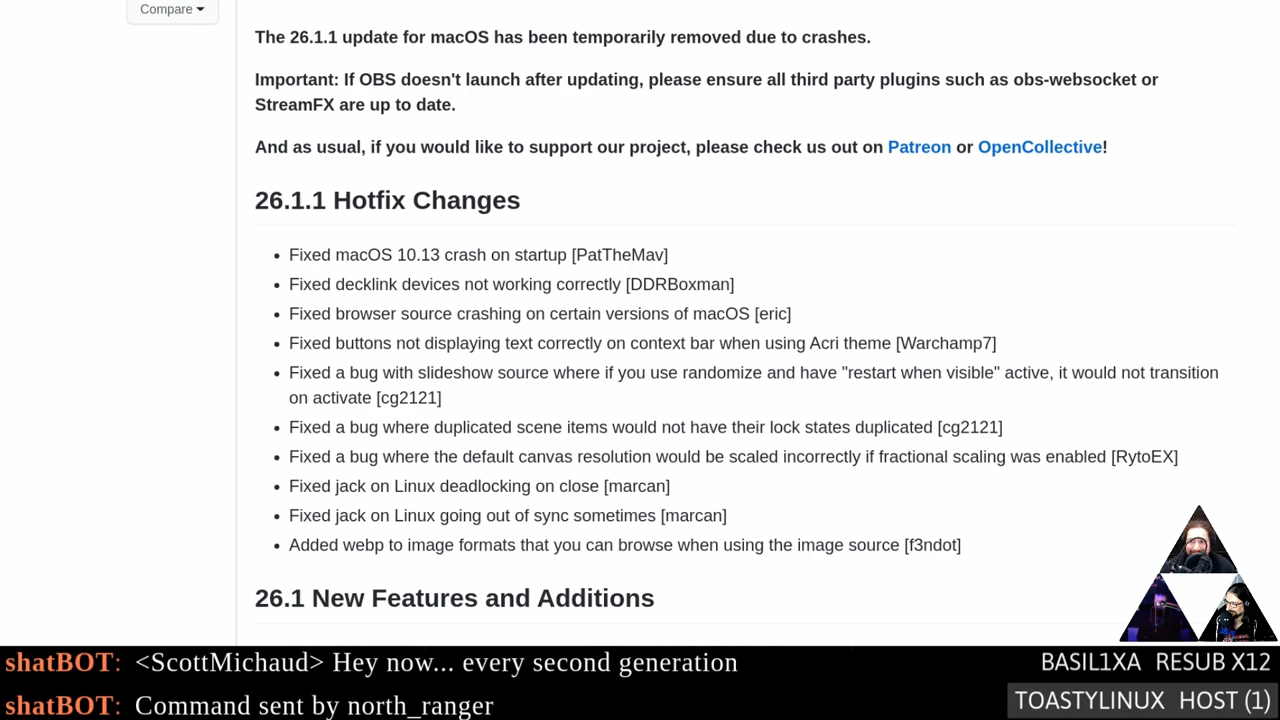 Compare
The 26.1.1 update for macOS has been temporarily removed due to crashes.
Important: If OBS doesn't launch after updating, please ensure all third party plugins such as obs-websocket or
StreamFX are up to date.
And as usual, if you would like to support our project, please check us out on Patreon or OpenCollective!
26.1.1 Hotfix Changes
Fixed macOS 10.13 crash on startup [PatTheMav]
Fixed decklink devices not working correctly [DDRBoxman]
Fixed browser source crashing on certain versions of macOS [eric]
Fixed buttons not displaying text correctly on context bar when using Acri theme [Warchamp7]
Fixed a bug with slideshow source where if you use randomize and have "restart when visible" active, it would not transition
on activate [cg2121]
Fixed a bug where duplicated scene items would not have their lock states duplicated [cg2121]
Fixed a bug where the default canvas resolution would be scaled incorrectly if fractional scaling was enabled [RytoEX]
Fixed jack on Linux deadlocking on close [marcan]
Fixed jack on Linux going out of sync sometimes [marcan]
Added webp to image formats that you can browse when using the image source [f3ndot]
26.1 New Features and Additions
shatBOT: <ScottMichaud> Hey now... every second generation
BASIL1XA RESUB X12
shatBOT: Command sent by north_ranger
TOASTYLINUX HOST (1)